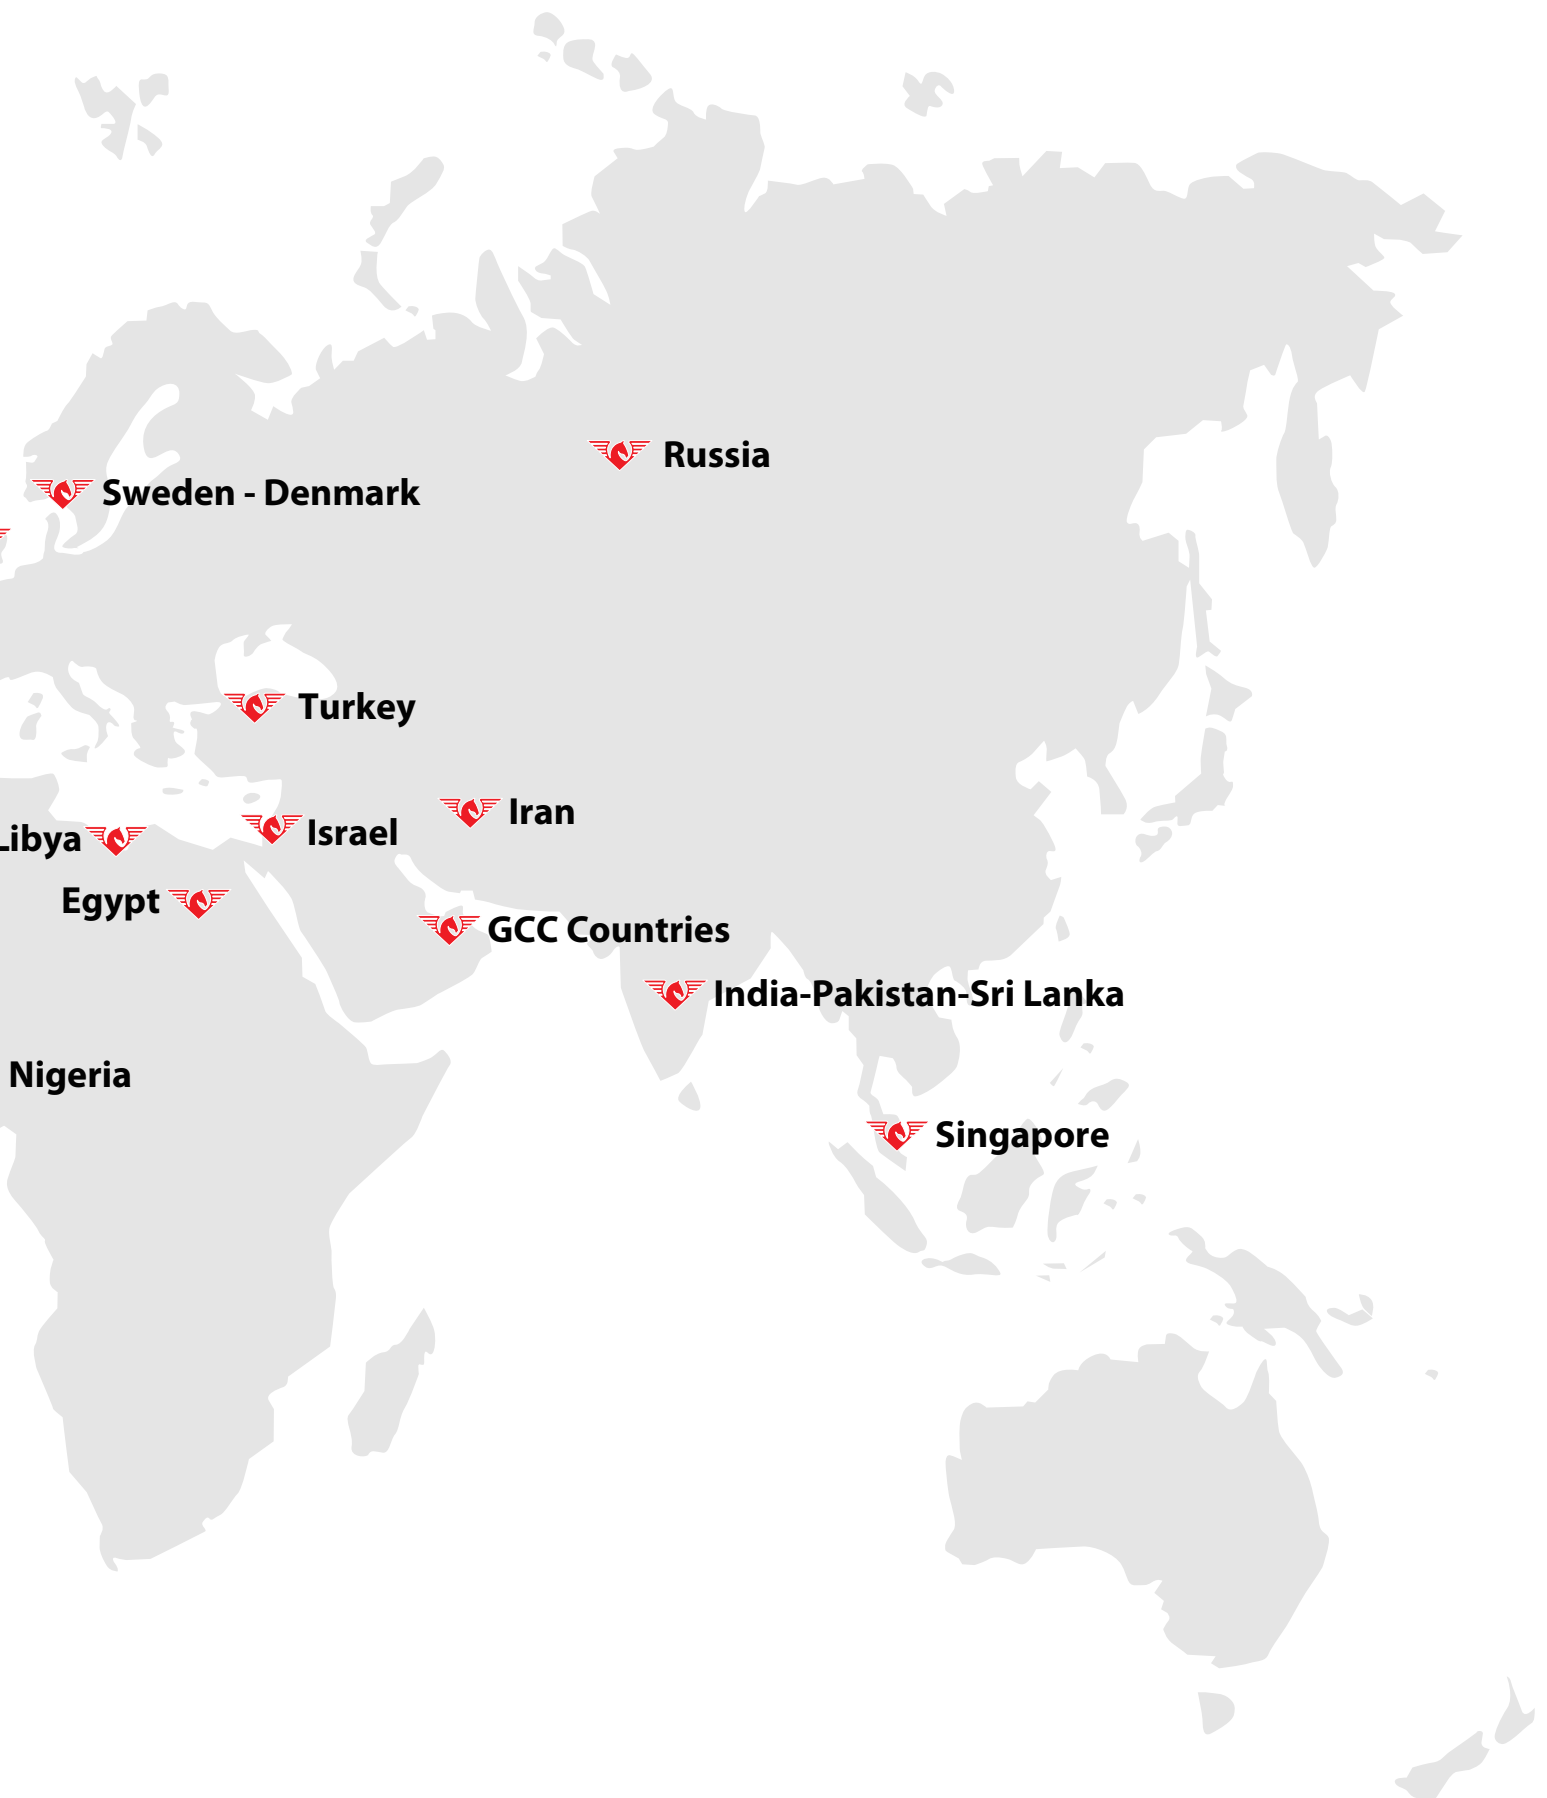 Russia
Sweden - Denmark
Turkey
Iran
Israel
Libya
Egypt
GCC Countries
India-Pakistan-Sri Lanka
Nigeria
Singapore